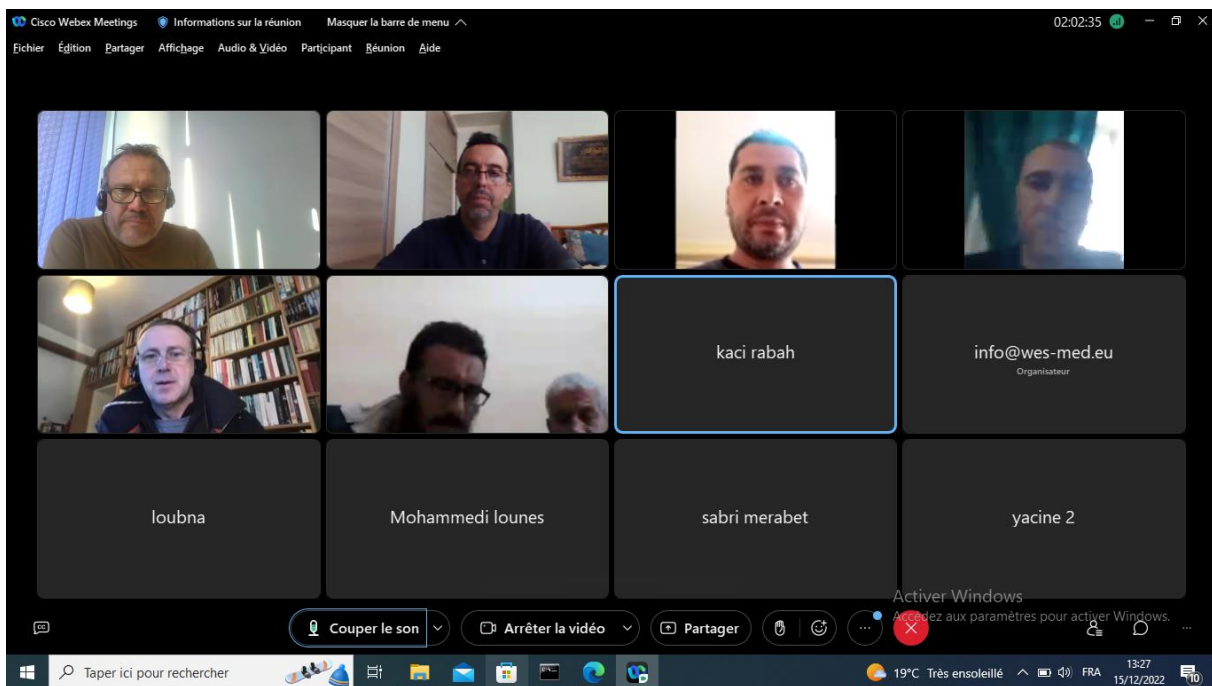 Cisco Webex Meetings Informations sur la réunion Masquer la barre de menu 02:02:35
Fichier Édition Partager Affichage Audio & Vidéo Participant Réunion Aide
kaci rabah
info@wes-med.eu
Organisateur
loubna
Mohammedi lounes
sabri merabet
yacine 2
Activer Windows
Accédez aux paramètres pour activer Windows.
CC Couper le son Arrêter la vidéo Partager
Taper ici pour rechercher
19°C Très ensoleillé FRA 13:27
15/12/2022 10